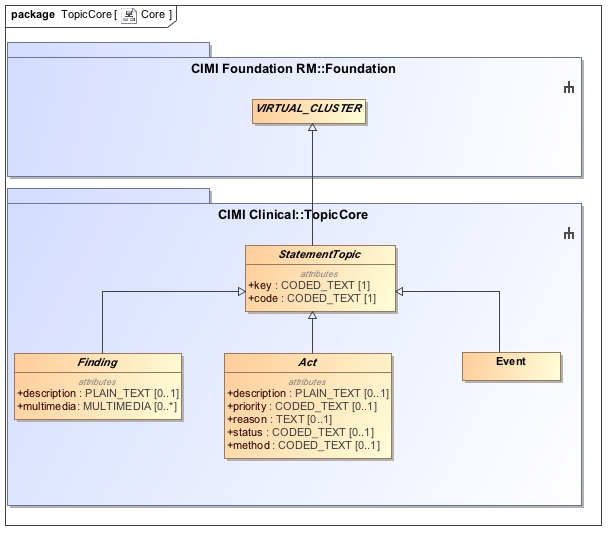 package TopicCore[ Core ]
CIMI Foundation RM::Foundation
VIRTUAL_CLUSTER
CIMI Clinical::TopicCore
StatementTopic
attributes
+key : CODED_TEXT [1]
+code : CODED_TEXT [1]
Finding
attributes
+description : PLAIN_TEXT [0..1]
+multimedia: MULTIMEDIA [0..*]
Act
attributes
+description : PLAIN_TEXT [0..1]
+priority : CODED_TEXT [0..1]
+reason : TEXT [0..1]
+status : CODED_TEXT [0..1]
+method : CODED_TEXT [0..1]
Event